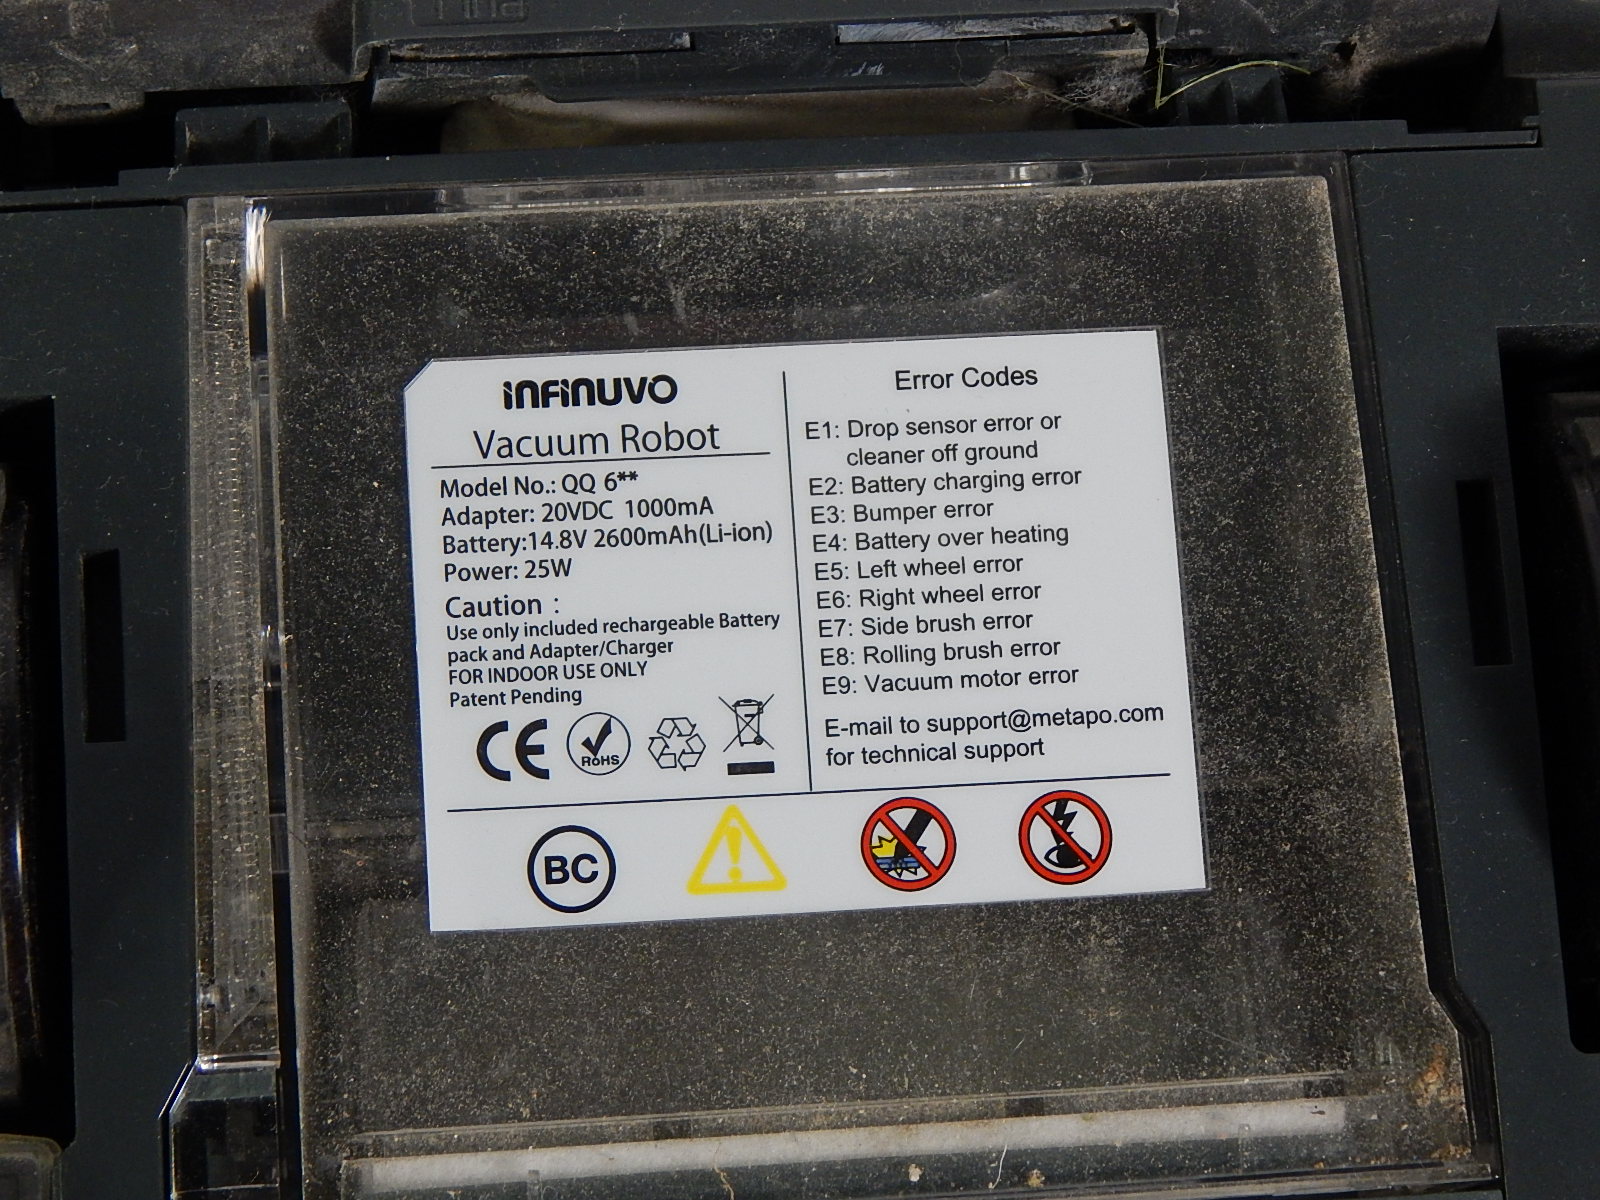 INFINUVO
Vacuum Robot
Model No.: QQ 6**
Adapter: 20VDC 1000mA
Battery:14.8V 2600mAh(Li-ion)
Power: 25W
Caution :
Use only included rechargeable Battery
pack and Adapter/Charger
FOR INDOOR USE ONLY
Patent Pending
CE
RoHS
Error Codes
E1: Drop sensor error or
cleaner off ground
E2: Battery charging error
E3: Bumper error
E4: Battery over heating
E5: Left wheel error
E6: Right wheel error
E7: Side brush error
E8: Rolling brush error
E9: Vacuum motor error
E-mail to support@metapo.com
for technical support
BC